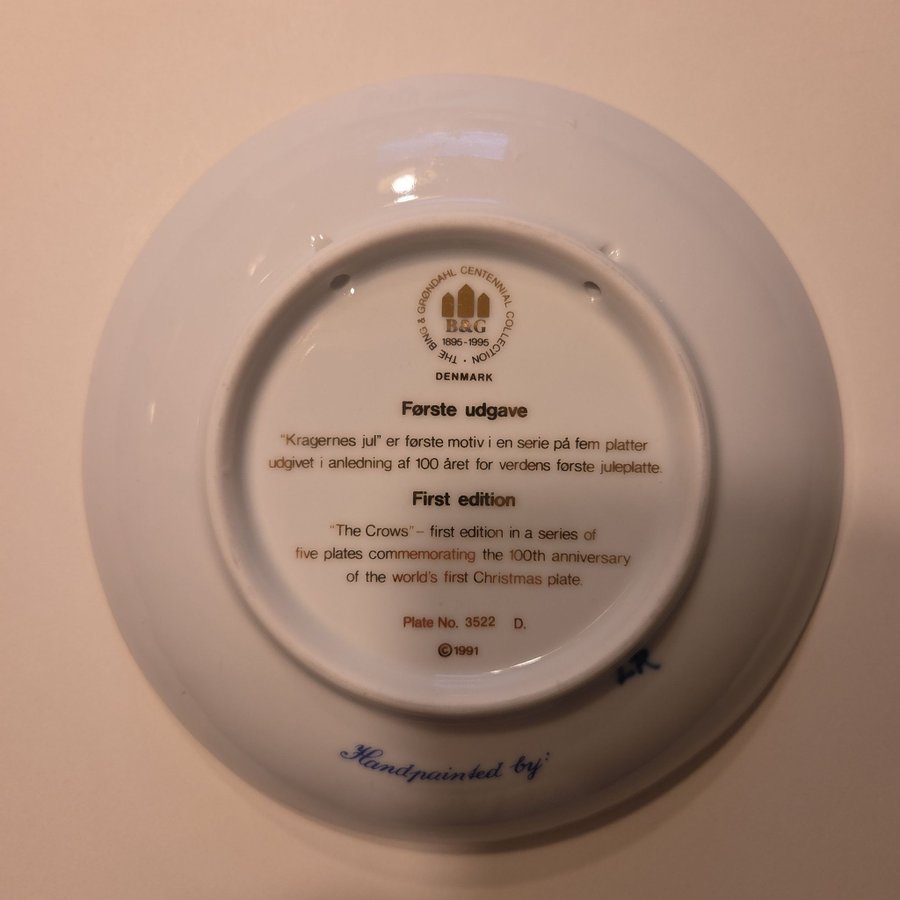 THE BING & GRØNDAHL CENTENNIAL COLLECTION ·
B&G
1895-1995
DENMARK
Første udgave
"Kragernes jul" er første motiv i en serie på fem platter
udgivet i anledning af 100 året for verdens første juleplatte.
First edition
"The Crows" – first edition in a series of
five plates commemorating the 100th anniversary
of the world's first Christmas plate.
Plate No. 3522 D.
©1991
LR
Handpainted by: